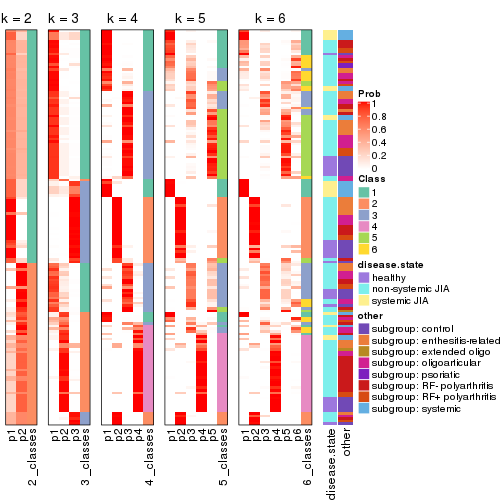 k = 2
k = 3
k = 4
k = 5
k = 6
Prob
1
0.8
0.6
0.4
0.2
0
Class
1
2
3
4
5
6
disease.state
healthy
non-systemic JIA
systemic JIA
other
subgroup: control
subgroup: enthesitis-related
subgroup: extended oligo
subgroup: oligoarticular
subgroup: psoriatic
subgroup: RF- polyarthritis
subgroup: RF+ polyarthritis
subgroup: systemic
p1
p2
2_classes
p1
p2
p3
3_classes
p1
p2
p3
p4
4_classes
p1
p2
p3
p4
p5
5_classes
p1
p2
p3
p4
p5
p6
6_classes
disease.state
other